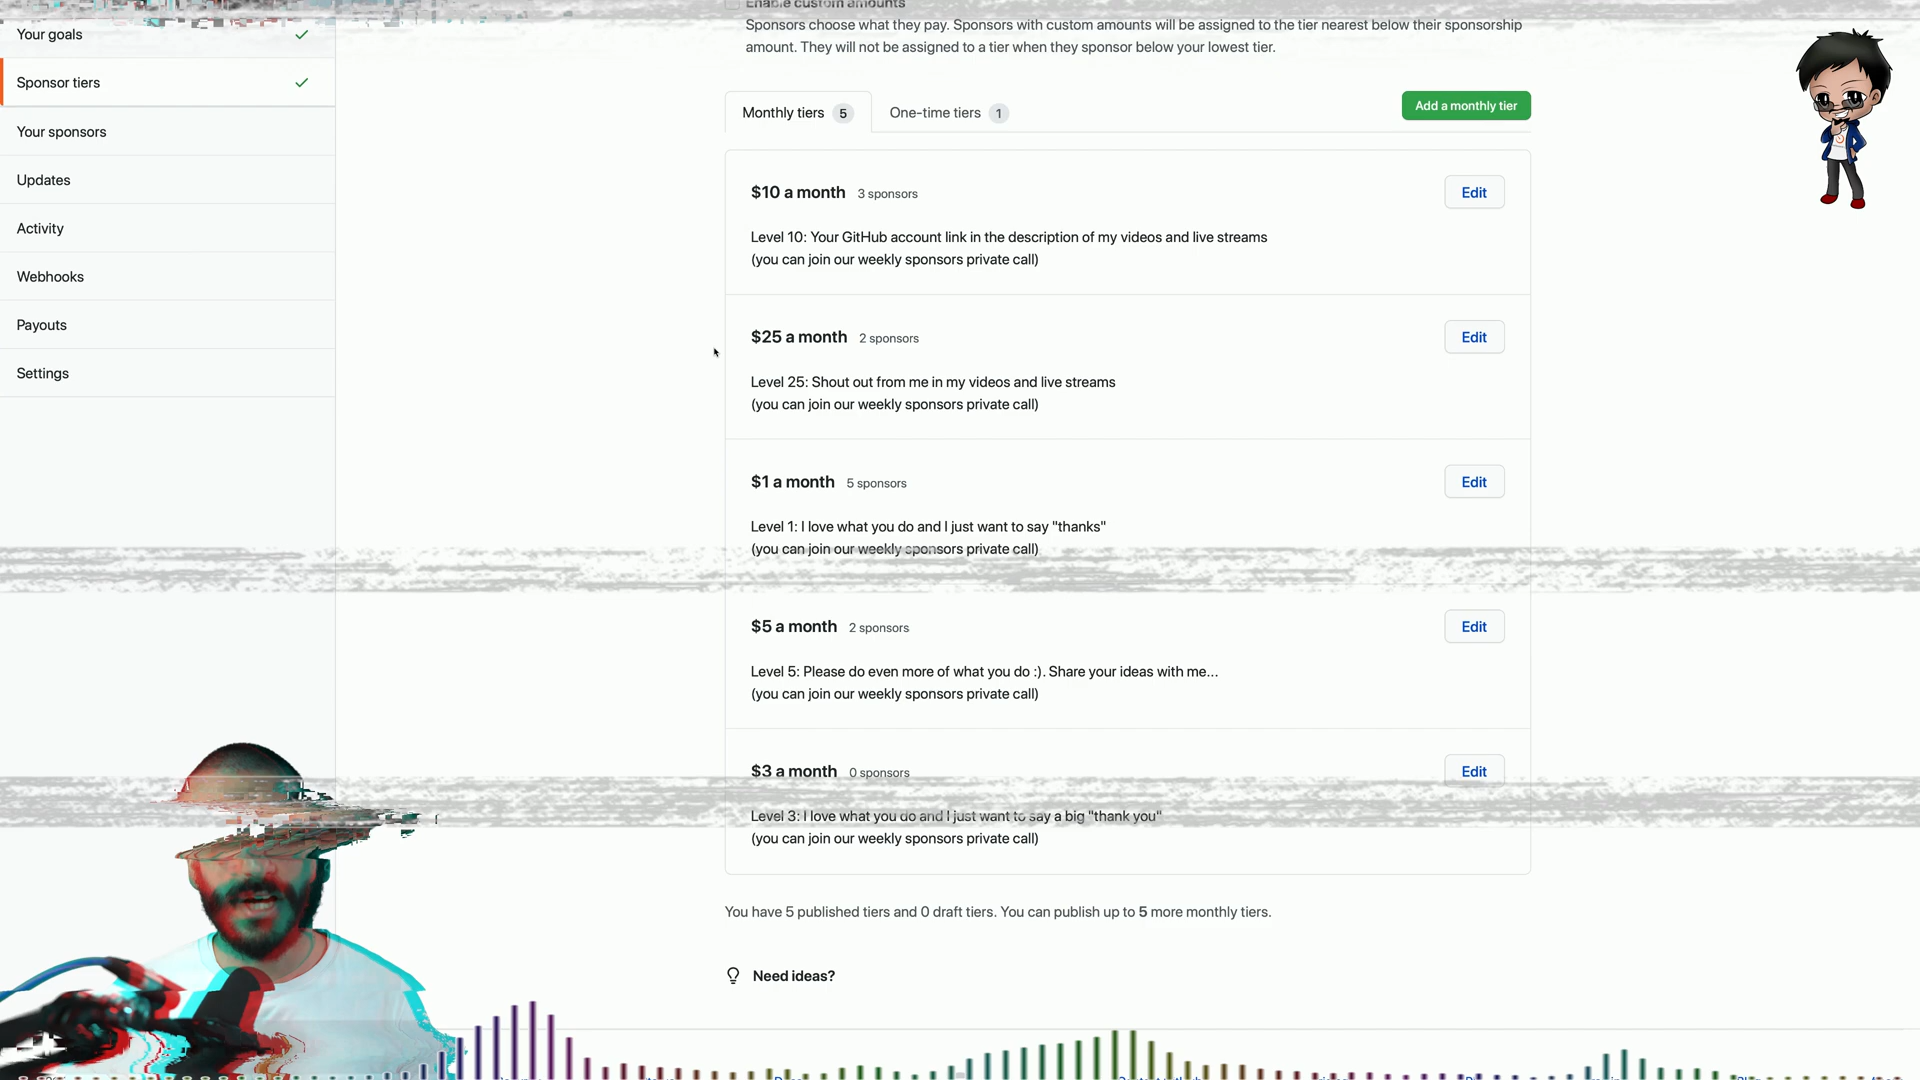 Enable custom amounts
Sponsors choose what they pay. Sponsors with custom amounts will be assigned to the tier nearest below their sponsorship
amount. They will not be assigned to a tier when they sponsor below your lowest tier.
Your goals
Sponsor tiers
Your sponsors
Updates
Activity
Webhooks
Payouts
Settings
Monthly tiers 5
One-time tiers 1
Add a monthly tier
$10 a month 3 sponsors
Edit
Level 10: Your GitHub account link in the description of my videos and live streams
(you can join our weekly sponsors private call)
$25 a month 2 sponsors
Edit
Level 25: Shout out from me in my videos and live streams
(you can join our weekly sponsors private call)
$1 a month 5 sponsors
Edit
Level 1: I love what you do and I just want to say "thanks"
(you can join our weekly sponsors private call)
$5 a month 2 sponsors
Edit
Level 5: Please do even more of what you do :). Share your ideas with me...
(you can join our weekly sponsors private call)
$3 a month 0 sponsors
Edit
Level 3: I love what you do and I just want to say a big "thank you"
(you can join our weekly sponsors private call)
You have 5 published tiers and 0 draft tiers. You can publish up to 5 more monthly tiers.
Need ideas?